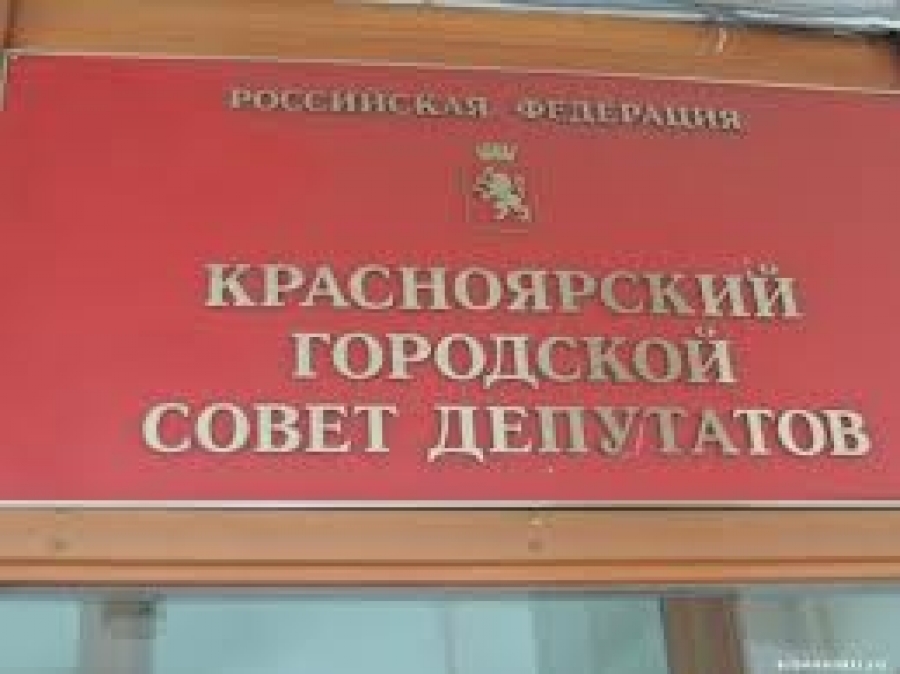 РОССИЙСКАЯ ФЕДЕРАЦИЯ
КРАСНОЯРСКИЙ
ГОРОДСКОЙ
СОВЕТ ДЕПУТАТОВ